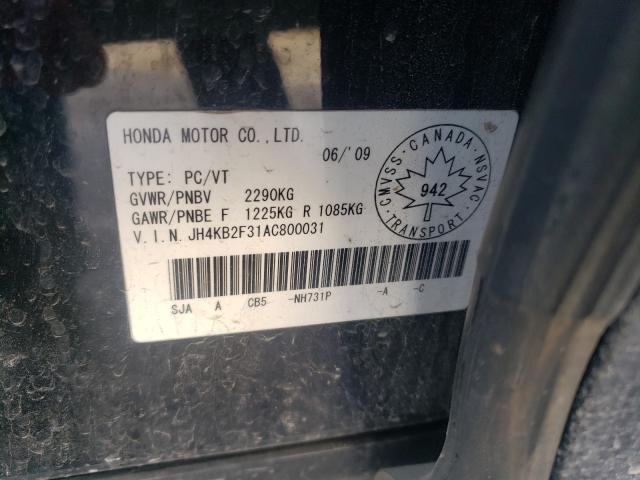 HONDA MOTOR CO.,LTD.
06/'09
TYPE: PC/VT
GVWR/PNBV 2290KG
GAWR/PNBE F 1225KG R 1085KG
V.I.N. JH4KB2F31AC800031
CMVSS·CANADA·NSVAC
942
TRANSPORT
SJA A CB5 -NH731P -A -C